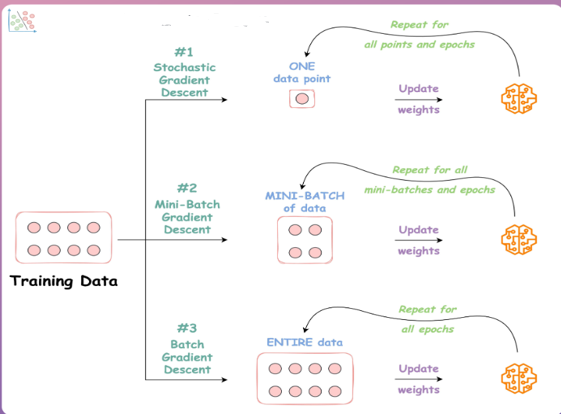 Repeat for
all points and epochs
#1
Stochastic
Gradient
Descent
ONE
data point
Update
weights
Repeat for all
mini-batches and epochs
#2
Mini-Batch
Gradient
Descent
MINI-BATCH
of data
Update
weights
Training Data
Repeat for
all epochs
#3
Batch
Gradient
Descent
ENTIRE data
Update
weights